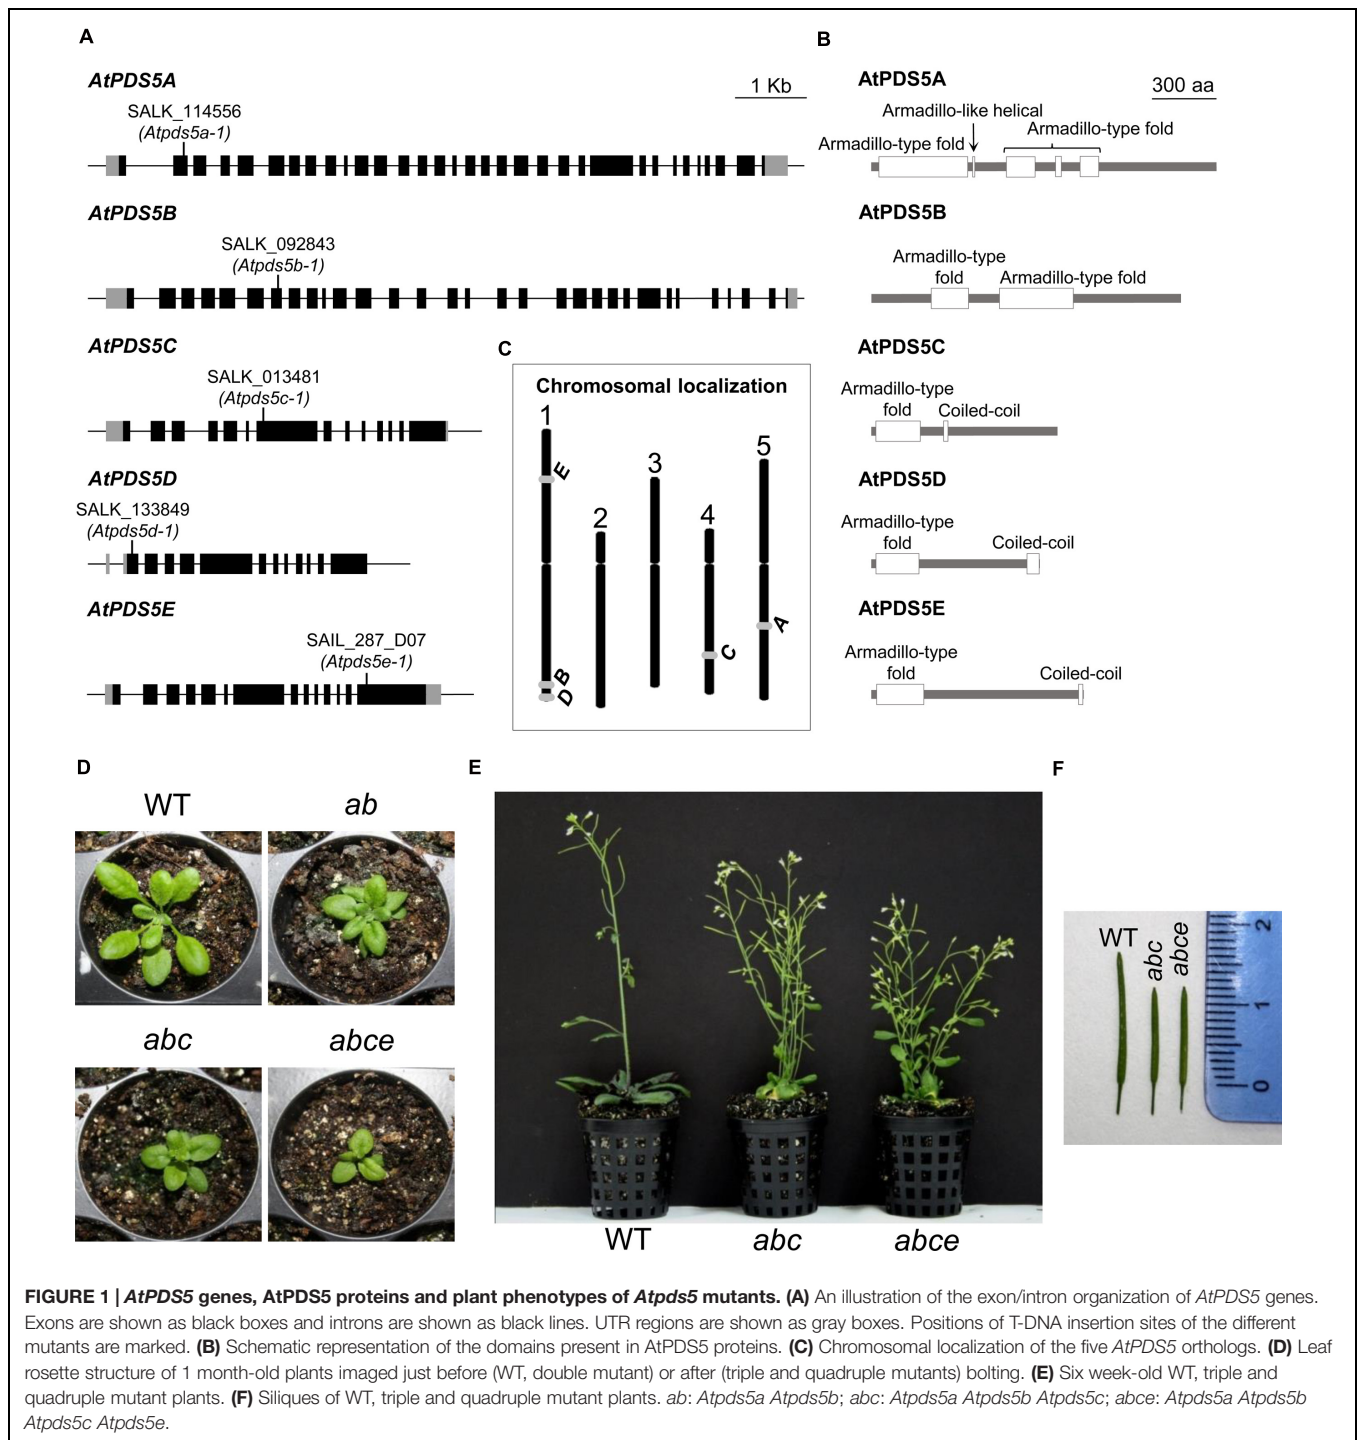 A
AtPDS5A
1 Kb
SALK_114556
(Atpds5a-1)
AtPDS5B
SALK_092843
(Atpds5b-1)
AtPDS5C
SALK_013481
(Atpds5c-1)
AtPDS5D
SALK_133849
(Atpds5d-1)
AtPDS5E
SAIL_287_D07
(Atpds5e-1)
B
AtPDS5A
300 aa
Armadillo-like helical
Armadillo-type fold
Armadillo-type fold
AtPDS5B
Armadillo-type
fold
Armadillo-type fold
AtPDS5C
Armadillo-type
fold
Coiled-coil
AtPDS5D
Armadillo-type
fold
Coiled-coil
AtPDS5E
Armadillo-type
fold
Coiled-coil
C
Chromosomal localization
1
2
3
4
5
E
B
D
C
A
D
WT
ab
abc
abce
E
WT
abc
abce
F
WT
abc
abce
2
1
0
FIGURE 1 | AtPDS5 genes, AtPDS5 proteins and plant phenotypes of Atpds5 mutants. (A) An illustration of the exon/intron organization of AtPDS5 genes.
Exons are shown as black boxes and introns are shown as black lines. UTR regions are shown as gray boxes. Positions of T-DNA insertion sites of the different
mutants are marked. (B) Schematic representation of the domains present in AtPDS5 proteins. (C) Chromosomal localization of the five AtPDS5 orthologs. (D) Leaf
rosette structure of 1 month-old plants imaged just before (WT, double mutant) or after (triple and quadruple mutants) bolting. (E) Six week-old WT, triple and
quadruple mutant plants. (F) Siliques of WT, triple and quadruple mutant plants. ab: Atpds5a Atpds5b; abc: Atpds5a Atpds5b Atpds5c; abce: Atpds5a Atpds5b
Atpds5c Atpds5e.